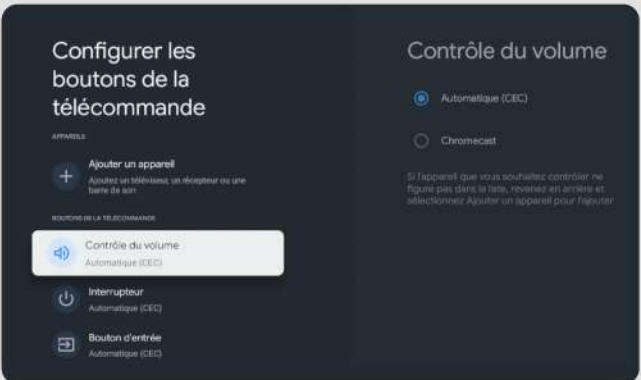 Configurer les
boutons de la
télécommande
APPAREILS
Ajouter un appareil
Ajoutez un téléviseur, un récepteur ou une
barre de son
BOUTONS DE LA TÉLÉCOMMANDE
Contrôle du volume
Automatique (CEC)
Interrupteur
Automatique (CEC)
Bouton d'entrée
Automatique (CEC)
Contrôle du volume
Automatique (CEC)
Chromecast
Si l'appareil que vous souhaitez contrôler ne
figure pas dans la liste, revenez en arrière et
sélectionnez Ajouter un appareil pour l'ajouter